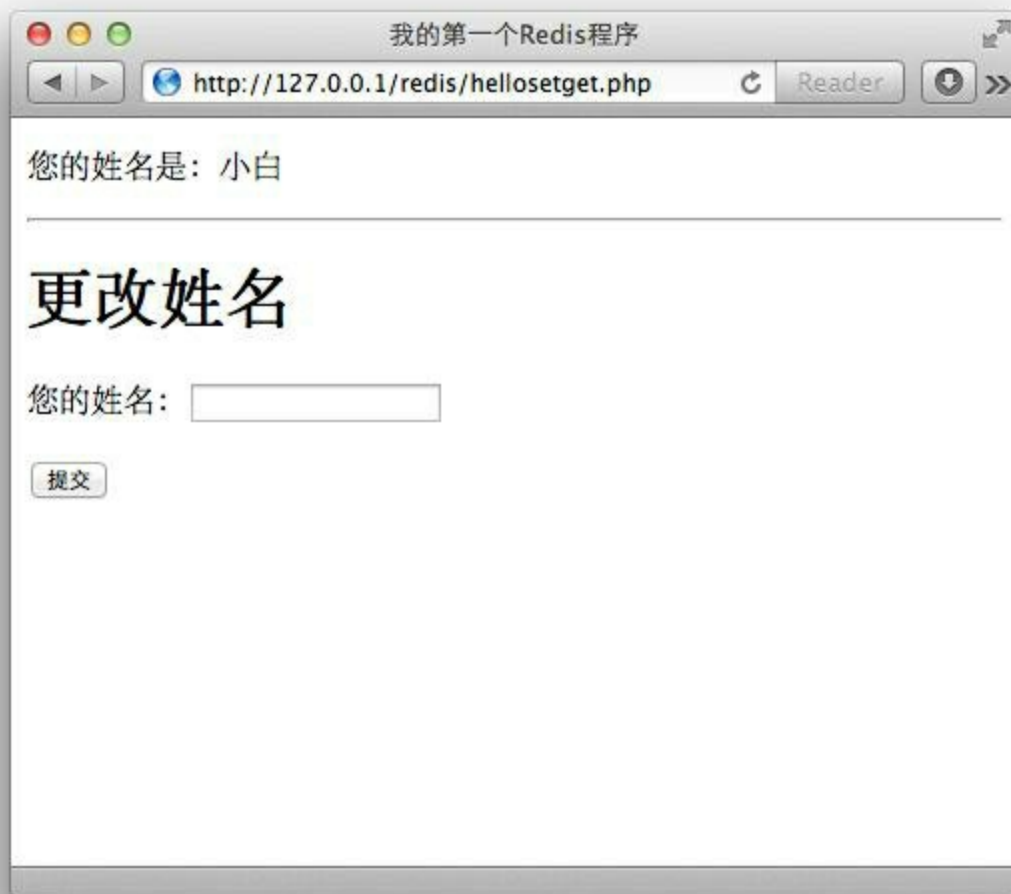 我的第一个Redis程序
http://127.0.0.1/redis/hellosetget.php
Reader
您的姓名是：小白
更改姓名
您的姓名：
提交